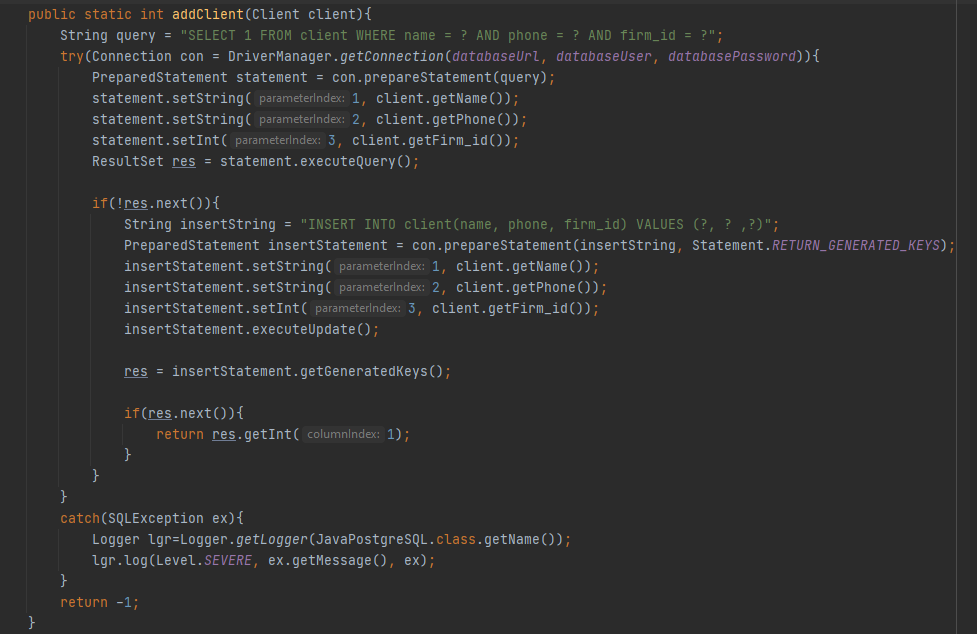 public static int addClient(Client client){
String query = "SELECT 1 FROM client WHERE name = ? AND phone = ? AND firm_id = ?";
try(Connection con = DriverManager.getConnection(databaseUrl, databaseUser, databasePassword)){
PreparedStatement statement = con.prepareStatement(query);
statement.setString( parameterIndex: 1, client.getName());
statement.setString( parameterIndex: 2, client.getPhone());
statement.setInt( parameterIndex: 3, client.getFirm_id());
ResultSet res = statement.executeQuery();
if(!res.next()){
String insertString = "INSERT INTO client(name, phone, firm_id) VALUES (?, ? ,?)";
PreparedStatement insertStatement = con.prepareStatement(insertString, Statement.RETURN_GENERATED_KEYS);
insertStatement.setString( parameterIndex: 1, client.getName());
insertStatement.setString( parameterIndex: 2, client.getPhone());
insertStatement.setInt( parameterIndex: 3, client.getFirm_id());
insertStatement.executeUpdate();
res = insertStatement.getGeneratedKeys();
if(res.next()){
return res.getInt( columnIndex: 1);
}
}
}
catch(SQLException ex){
Logger lgr=Logger.getLogger(JavaPostgreSQL.class.getName());
lgr.log(Level.SEVERE, ex.getMessage(), ex);
}
return -1;
}